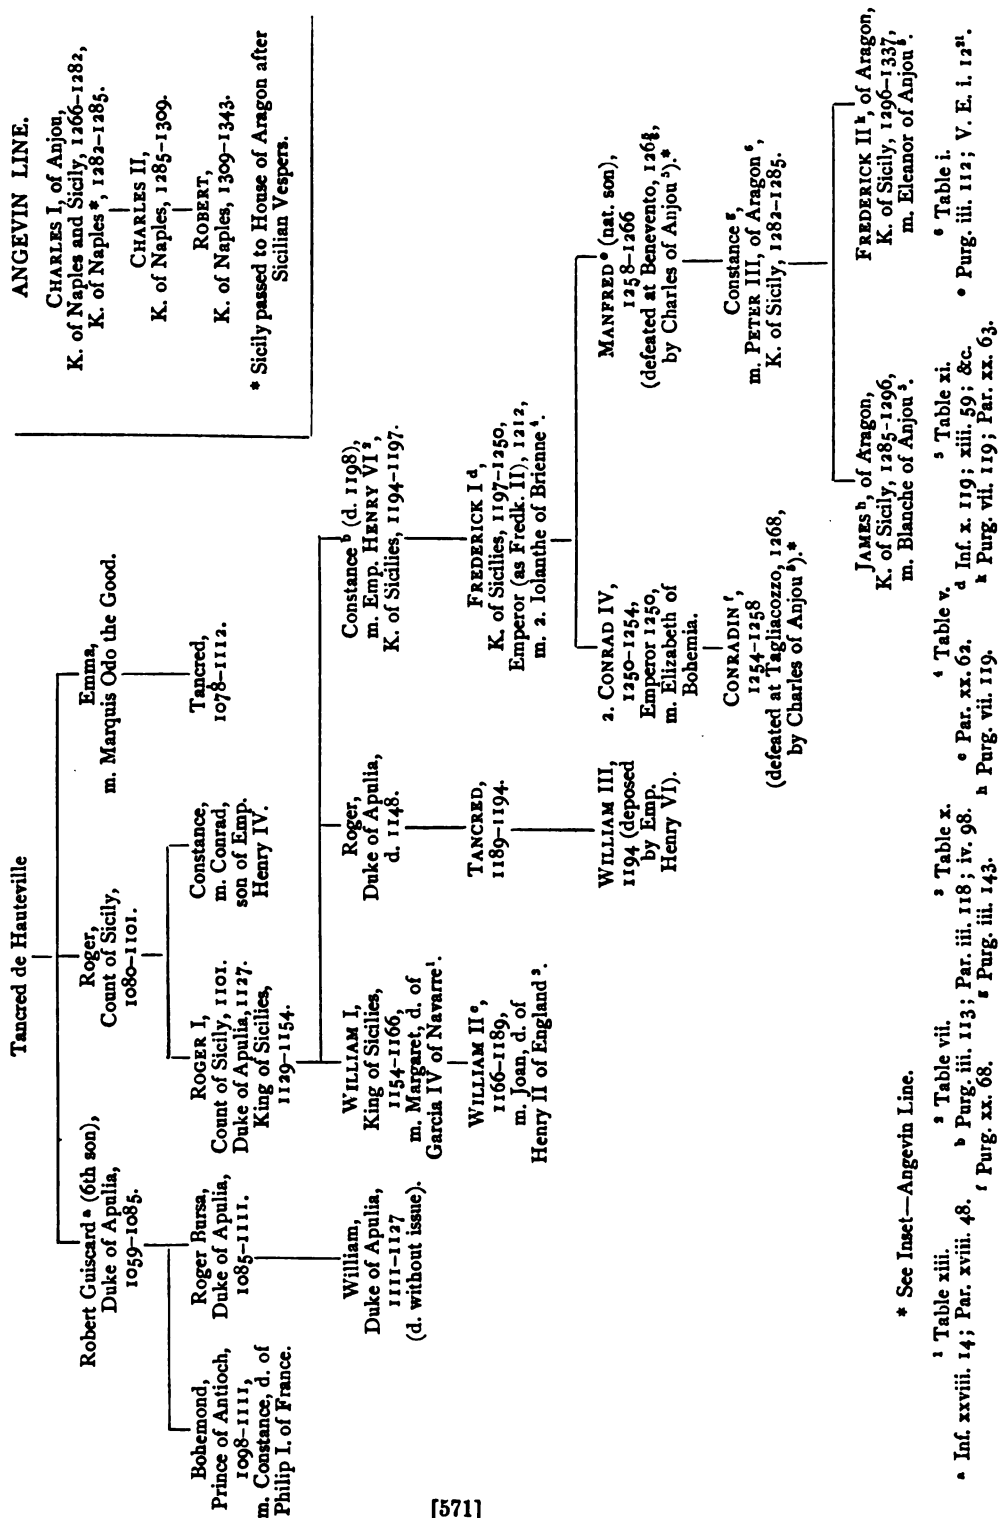 Tancred de Hauteville
Robert Guiscard ᵃ (6th son),
Duke of Apulia,
1059–1085.
Roger,
Count of Sicily,
1080–1101.
Emma,
m. Marquis Odo the Good.
Bohemond,
Prince of Antioch,
1098–1111,
m. Constance, d. of
Philip I. of France.
Roger Bursa,
Duke of Apulia,
1085–1111.
ROGER I,
Count of Sicily, 1101.
Duke of Apulia, 1127.
King of Sicilies,
1129–1154.
Constance,
m. Conrad,
son of Emp.
Henry IV.
Tancred,
1078–1112.
William,
Duke of Apulia
1111–1127
(d. without issue).
WILLIAM I,
King of Sicilies,
1154–1166,
m. Margaret, d. of
Garcia IV of Navarre ¹.
Roger,
Duke of Apulia,
d. 1148.
Constance ᵇ (d. 1198),
m. Emp. HENRY VI ²,
K. of Sicilies, 1194–1197.
WILLIAM II ᶜ,
1166–1189,
m. Joan, d. of
Henry II of England ³.
TANCRED,
1189–1194.
FREDERICK I ᵈ,
K. of Sicilies, 1197–1250,
Emperor (as Fredk. II), 1212,
m. 2. Iolanthe of Brienne ⁴.
WILLIAM III,
1194 (deposed
by Emp.
Henry VI).
2. CONRAD IV,
1250–1254,
Emperor 1250,
m. Elizabeth of
Bohemia.
MANFRED ᵉ (nat. son),
1258–1266
(defeated at Benevento, 126⅚,
by Charles of Anjou ⁵).*
CONRADIN ᶠ,
1254–1258
(defeated at Tagliacozzo, 1268,
by Charles of Anjou ⁵).*
Constance ᵍ,
m. PETER III, of Aragon ⁶,
K. of Sicily, 1282–1285.
JAMES ʰ, of Aragon,
K. of Sicily, 1285–1296,
m. Blanche of Anjou ⁵.
FREDERICK II ᵏ, of Aragon,
K. of Sicily, 1296–1337,
m. Eleanor of Anjou ⁵.
ANGEVIN LINE.
CHARLES I, of Anjou,
K. of Naples and Sicily, 1266–1282,
K. of Naples *, 1282–1285.
CHARLES II,
K. of Naples, 1285–1309.
ROBERT,
K. of Naples, 1309–1343.
* Sicily passed to House of Aragon after
Sicilian Vespers.
* See Inset—Angevin Line.
¹ Table xiii. ² Table vii. ³ Table x. ⁴ Table v. ⁵ Table xi. ⁶ Table i.
ᵃ Inf. xxviii. 14; Par. xviii. 48. ᵇ Purg. iii. 113; Par. iii. 118; iv. 98. ᶜ Par. xx. 62. ᵈ Inf. x. 119; xiii. 59; &c. ᵉ Purg. iii. 112; V. E. i. 12²¹.
ᶠ Purg. xx. 68. ᵍ Purg. iii. 143. ʰ Purg. vii. 119. ᵏ Purg. vii. 119; Par. xx. 63.
[571]